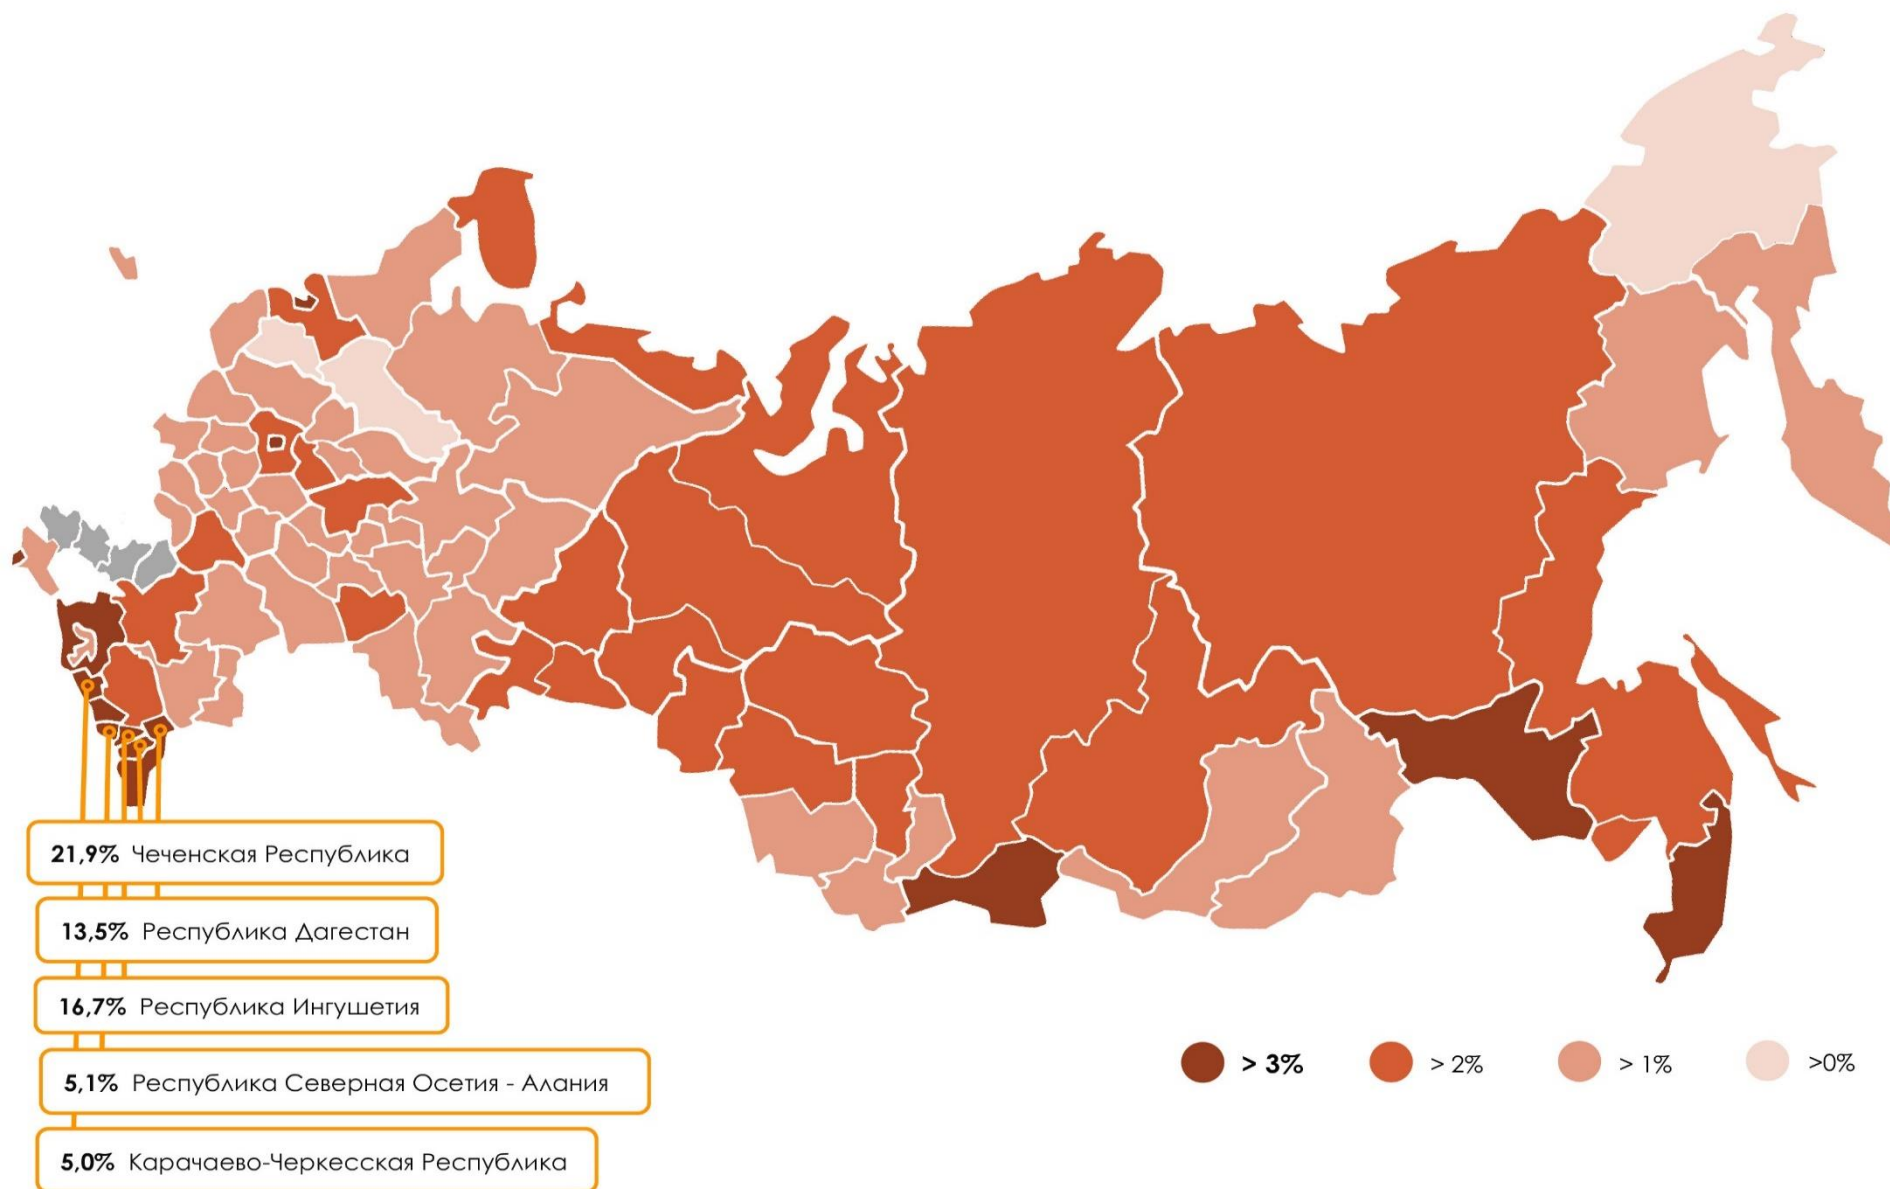 21,9% Чеченская Республика
13,5% Республика Дагестан
16,7% Республика Ингушетия
5,1% Республика Северная Осетия - Алания
5,0% Карачаево-Черкесская Республика
> 3%
> 2%
> 1%
>0%